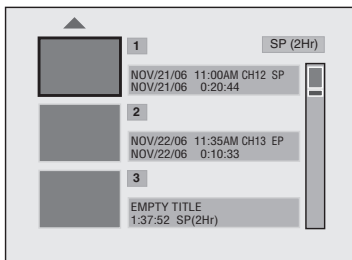 1
SP (2Hr)
NOV/21/06 11:00AM CH12 SP
NOV/21/06 0:20:44
2
NOV/22/06 11:35AM CH13 EP
NOV/22/06 0:10:33
3
EMPTY TITLE
1:37:52 SP(2Hr)